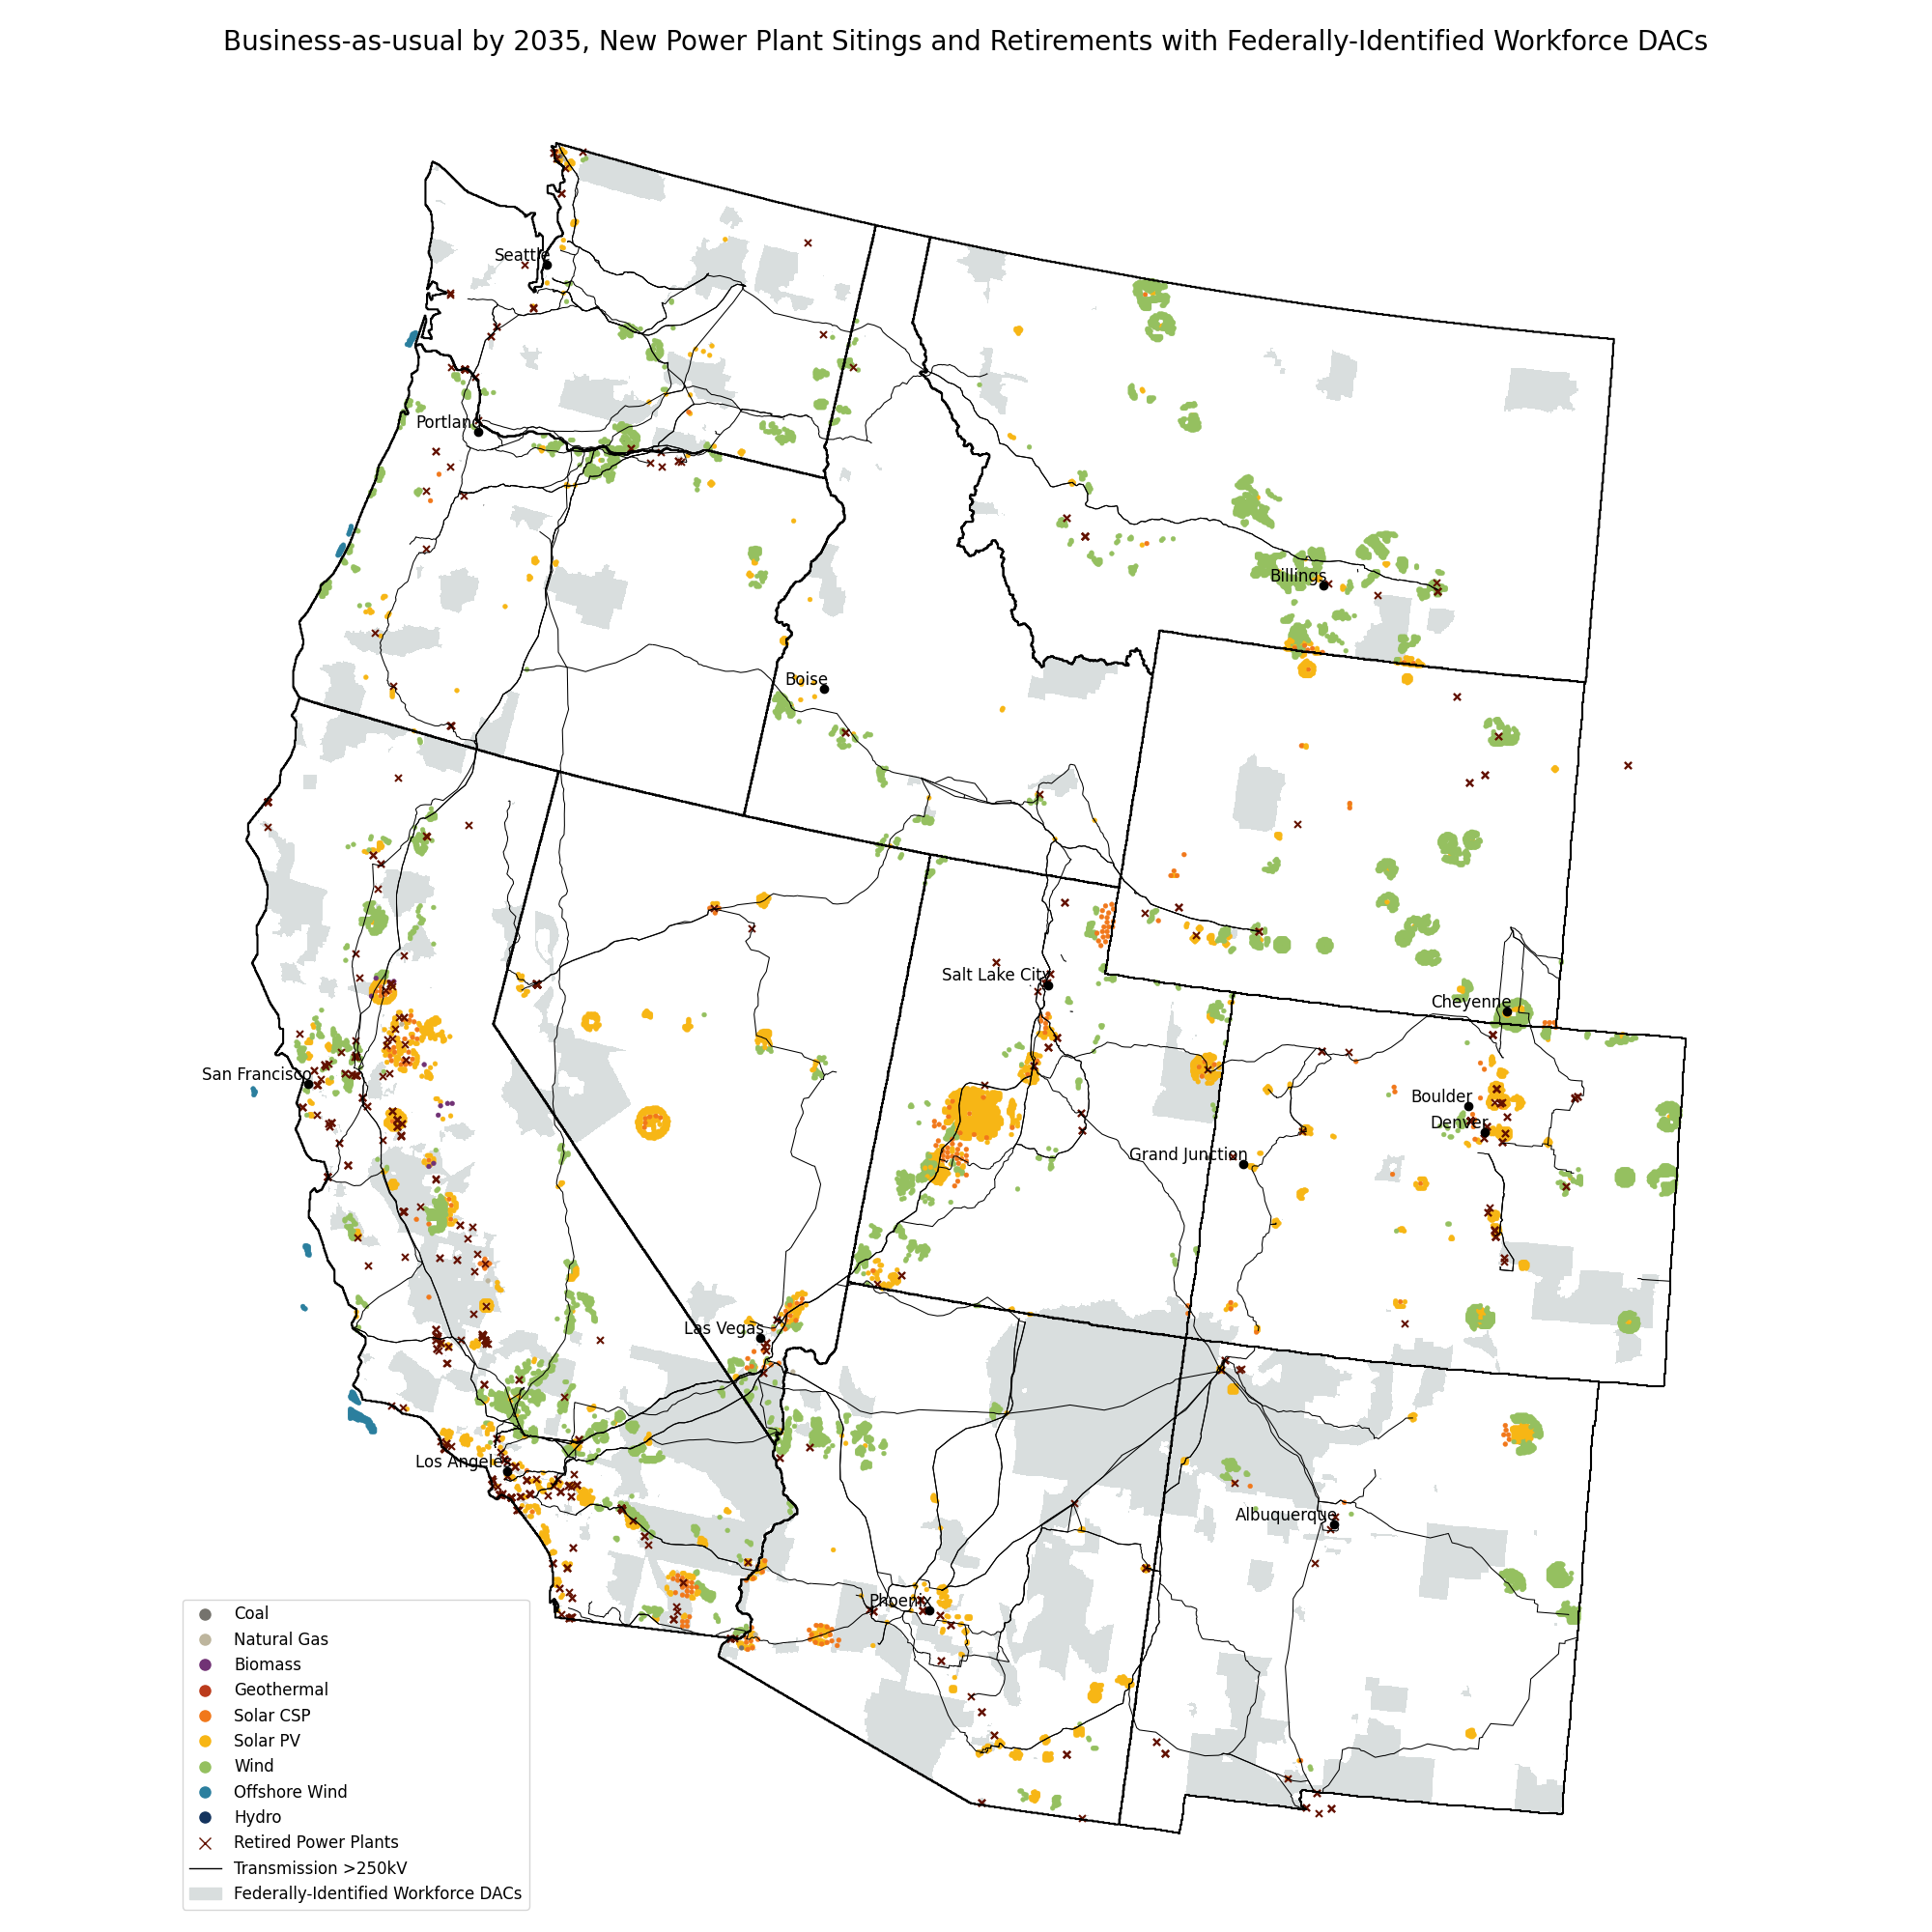 Business-as-usual by 2035, New Power Plant Sitings and Retirements with Federally-Identified Workforce DACs
Seattle
Portland
Billings
Boise
Salt Lake City
Cheyenne
San Francisco
Boulder
Denver
Grand Junction
Las Vegas
Los Angeles
Albuquerque
Phoenix
Coal
Natural Gas
Biomass
Geothermal
Solar CSP
Solar PV
Wind
Offshore Wind
Hydro
Retired Power Plants
Transmission >250kV
Federally-Identified Workforce DACs